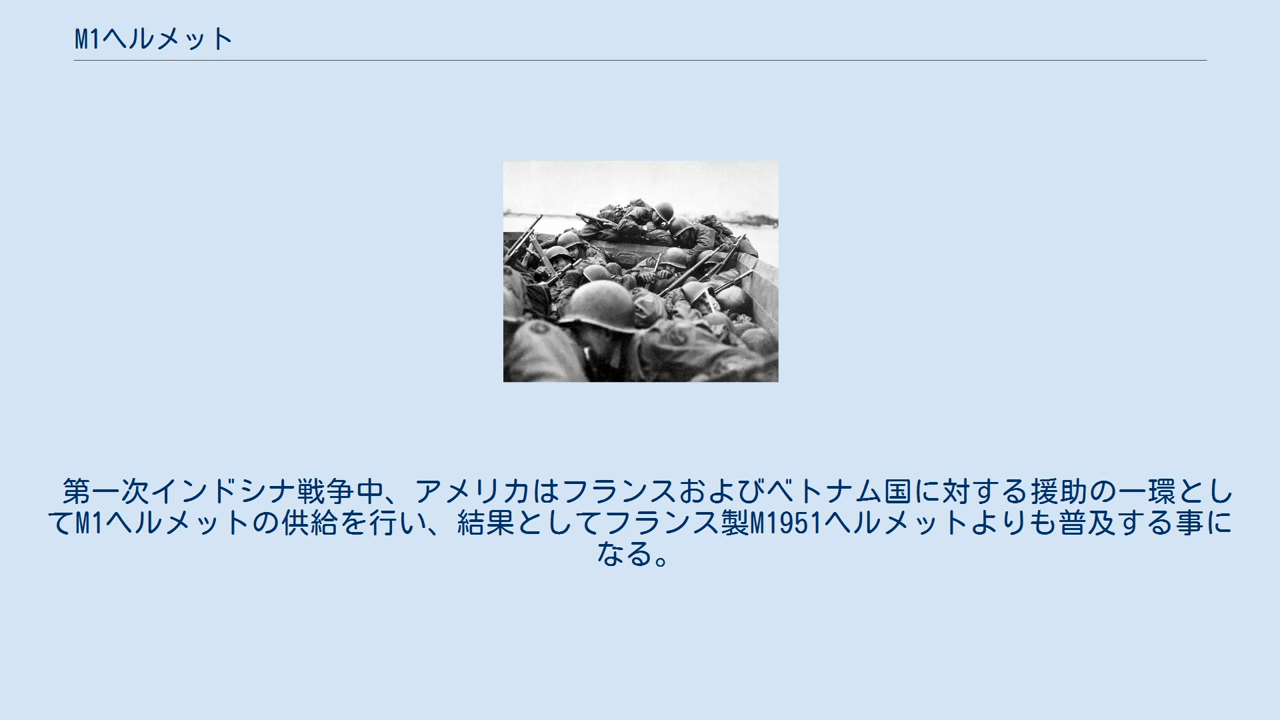 M1ヘルメット
第一次インドシナ戦争中、アメリカはフランスおよびベトナム国に対する援助の一環とし
てM1ヘルメットの供給を行い、結果としてフランス製M1951ヘルメットよりも普及する事に
なる。